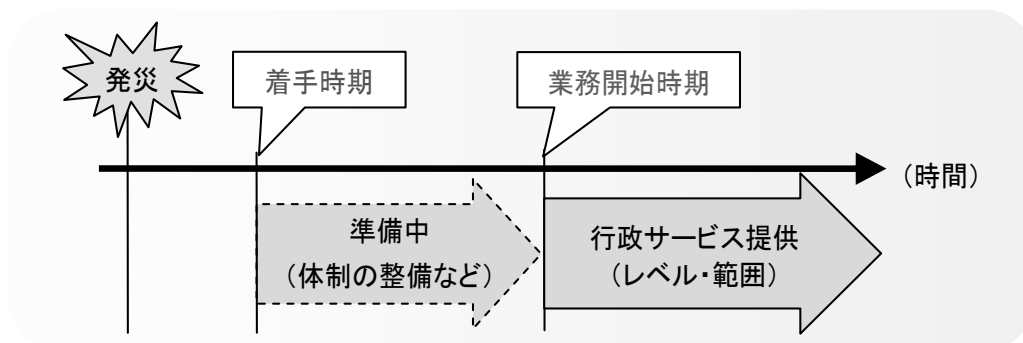 発災
着手時期
業務開始時期
（時間）
準備中
（体制の整備など）
行政サービス提供
（レベル・範囲）